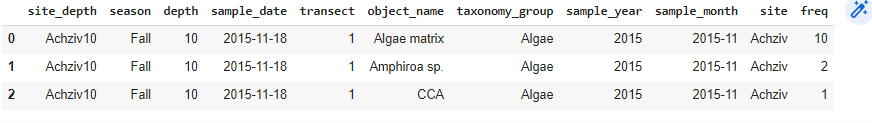 site_depth season depth sample_date transect object_name taxonomy_group sample_year sample_month site freq
0 Achziv10 Fall 10 2015-11-18 1 Algae matrix Algae 2015 2015-11 Achziv 10
1 Achziv10 Fall 10 2015-11-18 1 Amphiroa sp. Algae 2015 2015-11 Achziv 2
2 Achziv10 Fall 10 2015-11-18 1 CCA Algae 2015 2015-11 Achziv 1